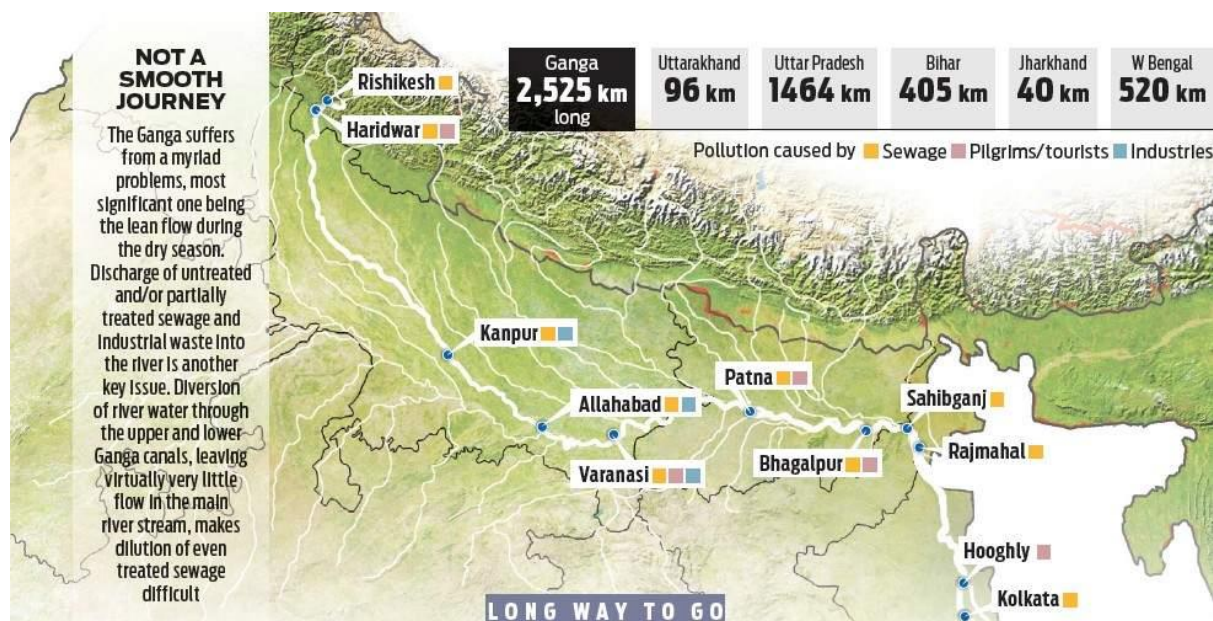 NOT A
SMOOTH
JOURNEY
The Ganga suffers
from a myriad
problems, most
significant one being
the lean flow during
the dry season.
Discharge of untreated
and/or partially
treated sewage and
industrial waste into
the river is another
key issue. Diversion
of river water through
the upper and lower
Ganga canals, leaving
virtually very little
flow in the main
river stream, makes
dilution of even
treated sewage
difficult
Ganga
2,525 km
long
Uttarakhand
96 km
Uttar Pradesh
1464 km
Bihar
405 km
Jharkhand
40 km
W Bengal
520 km
Pollution caused by Sewage Pilgrims/tourists Industries
Rishikesh
Haridwar
Kanpur
Allahabad
Varanasi
Patna
Bhagalpur
Sahibganj
Rajmahal
Hooghly
Kolkata
LONG WAY TO GO